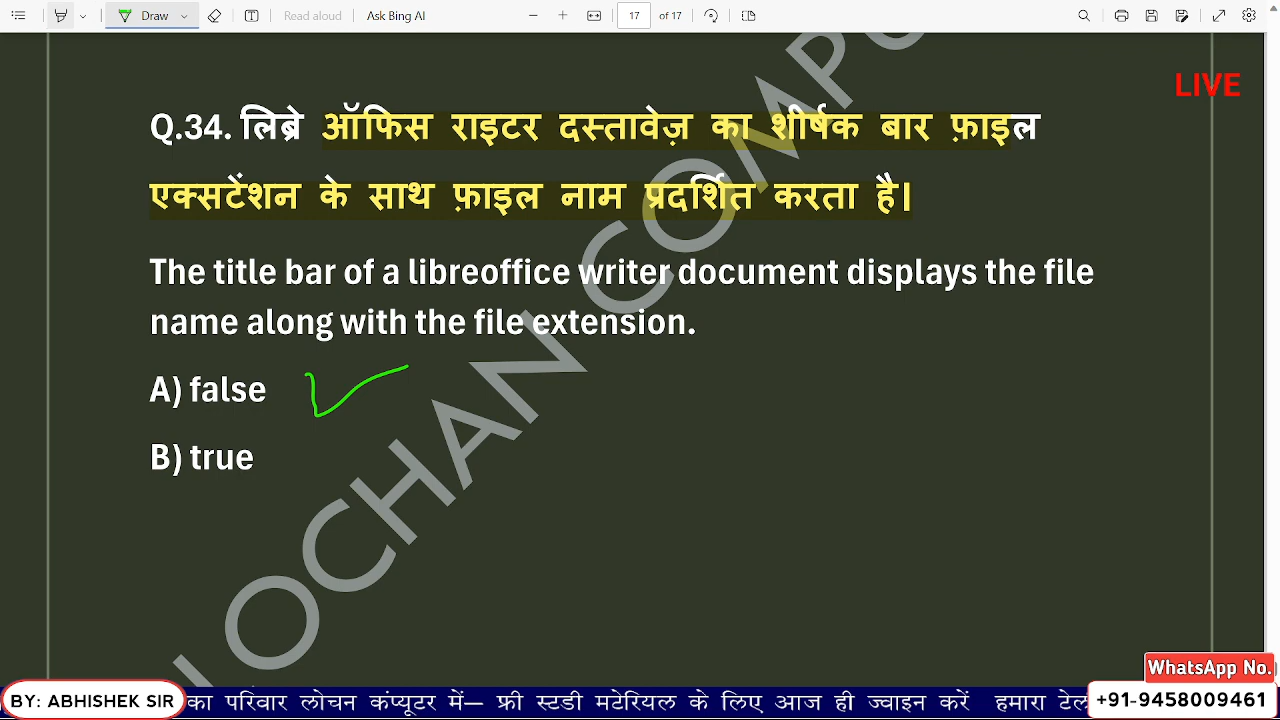 Draw
Read aloud
Ask Bing AI
17
of 17
LIVE
Q.34. लिब्रे ऑफिस राइटर दस्तावेज़ का शीर्षक बार फ़ाइल
एक्सटेंशन के साथ फ़ाइल नाम प्रदर्शित करता है।
The title bar of a libreoffice writer document displays the file
name along with the file extension.
A) false
B) true
OCHAN COMP
WhatsApp No.
BY: ABHISHEK SIR
का परिवार लोचन कंप्यूटर में— फ्री स्टडी मटेरियल के लिए आज ही ज्वाइन करें हमारा टेल
+91-9458009461